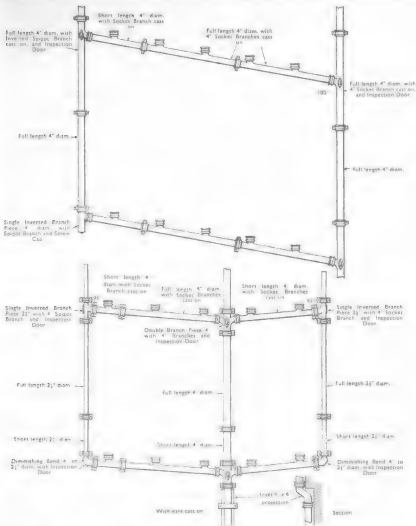 Short length 4" diam.
with Socket Branch cast
on
Full length 4" diam. with
4" Socket Branches cast
on
Full length 4" diam. with
Inverted Spigot Branch
cast on, and Inspection
Door
Full length 4" diam. with
4" Socket Branch cast on,
and Inspection Door
Full length 4" diam.
Full length 4" diam.
Single Inverted Branch
Piece 4" diam. with
Spigot Branch and Screw
Cap
Short length 4"
diam. with Socket
Branch cast on
Full length 4" diam.
with Socket Branches
cast on
Short length 4" diam.
with Socket Branches
cast on
Single Inverted Branch
Piece 2½" with 4" Socket
Branch and Inspection
Door
Double Branch Piece 4"
with 4" Branches and
Inspection Door
Single Inverted Branch
Piece 2½" with 4" Socket
Branch and Inspection
Door
Full length 2½" diam.
Full length 4" diam.
Full length 2½" diam.
Short length 2½" diam.
Short length 4" diam.
Short length 2½" diam.
Diminishing Bend 4" to
2½" diam. with Inspection
Door
Diminishing Bend 4" to
2½" diam. with Inspection
Door
With ears cast on
Section